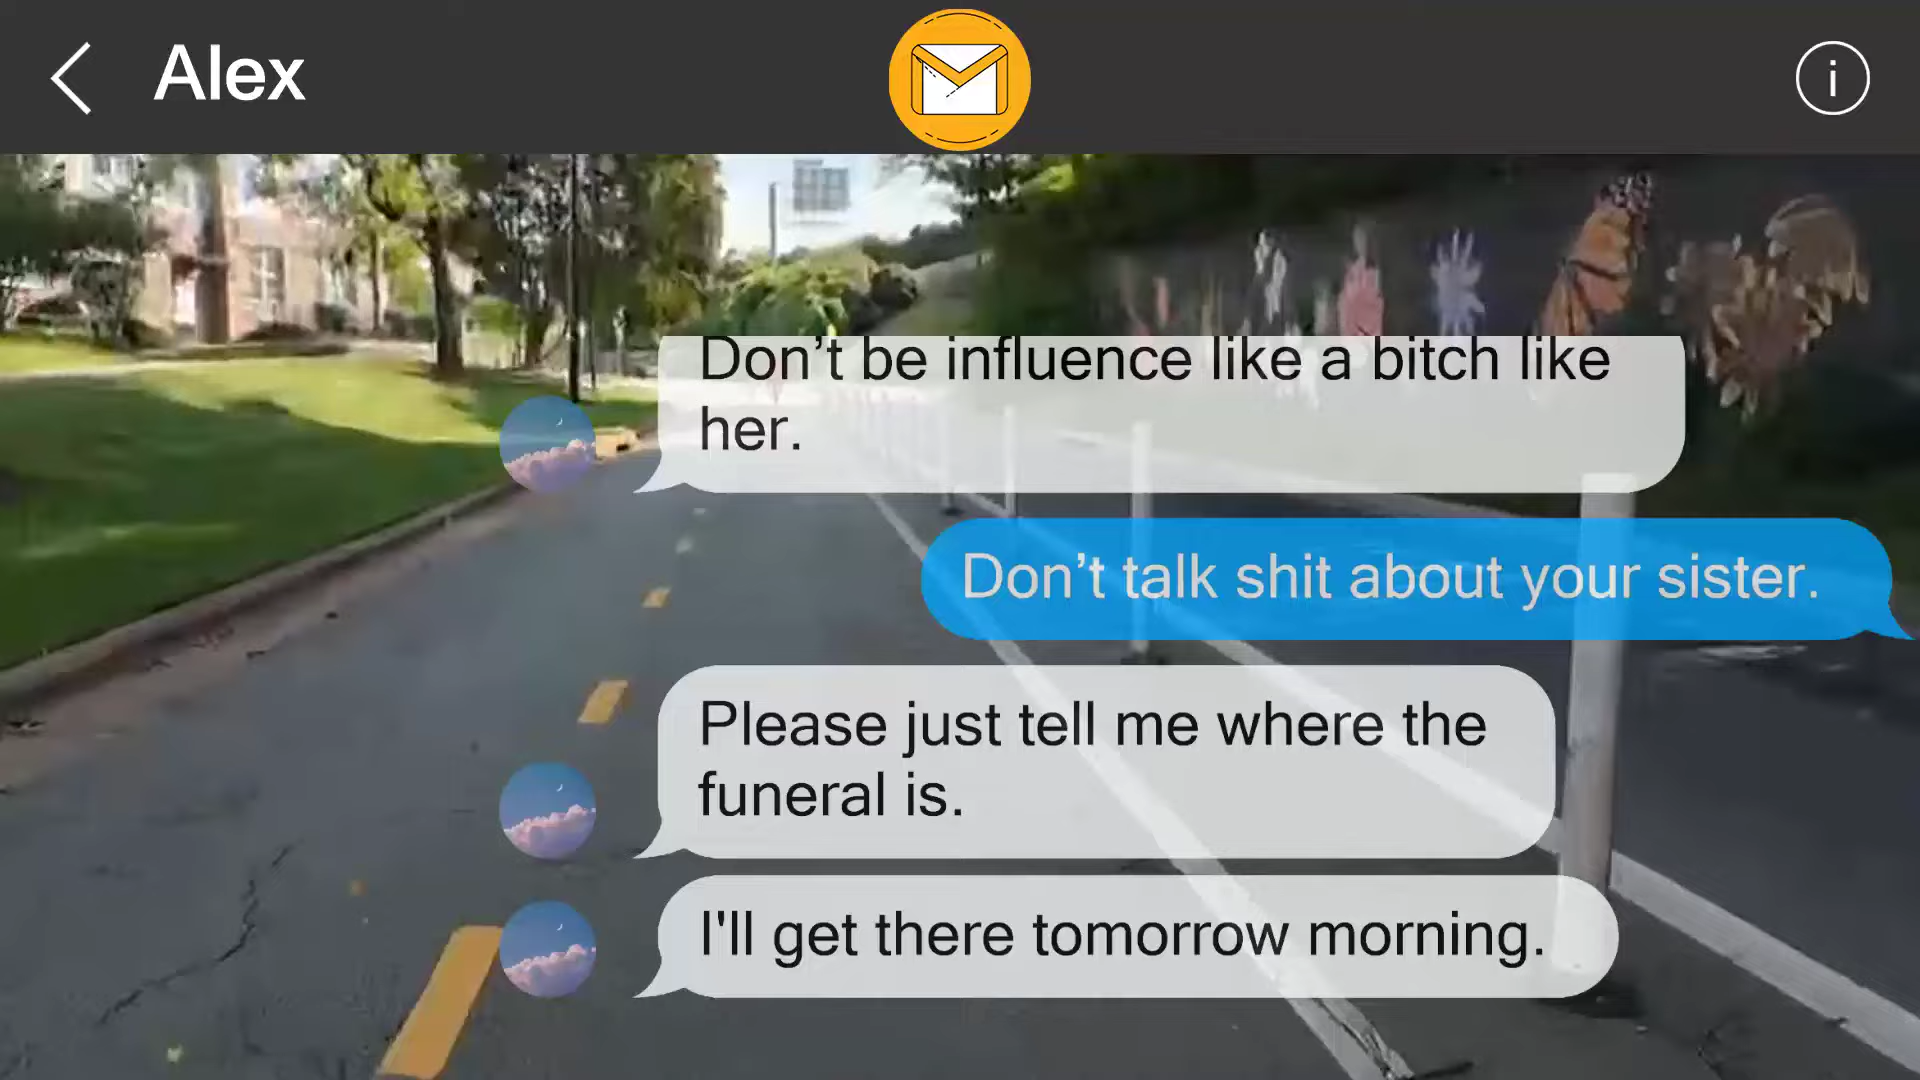 Alex
i
Don't be influence like a bitch like
her.
Don't talk shit about your sister.
Please just tell me where the
funeral is.
I'll get there tomorrow morning.